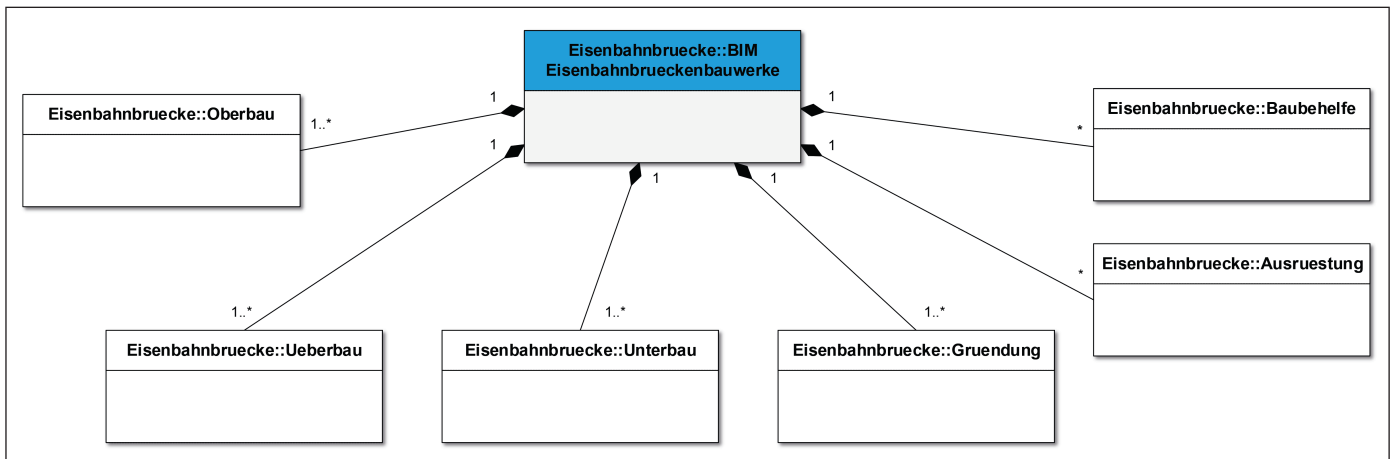 Eisenbahnbruecke::BIM
Eisenbahnbrueckenbauwerke
1
1
Eisenbahnbruecke::Oberbau
1..*
Eisenbahnbruecke::Baubehelfe
*
1
1
1
1
Eisenbahnbruecke::Ausruestung
*
1..*
1..*
1..*
Eisenbahnbruecke::Ueberbau
Eisenbahnbruecke::Unterbau
Eisenbahnbruecke::Gruendung